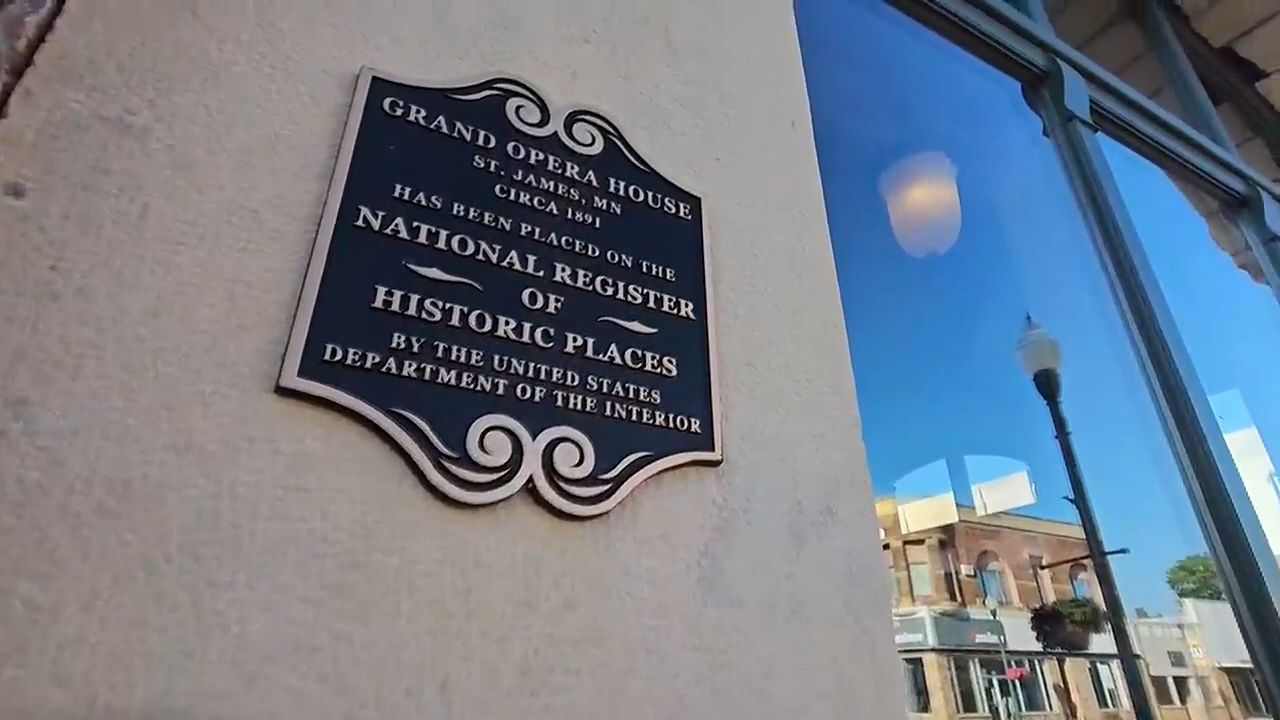 GRAND OPERA HOUSE
ST. JAMES, MN
CIRCA 1891
HAS BEEN PLACED ON THE
NATIONAL REGISTER
OF
HISTORIC PLACES
BY THE UNITED STATES
DEPARTMENT OF THE INTERIOR